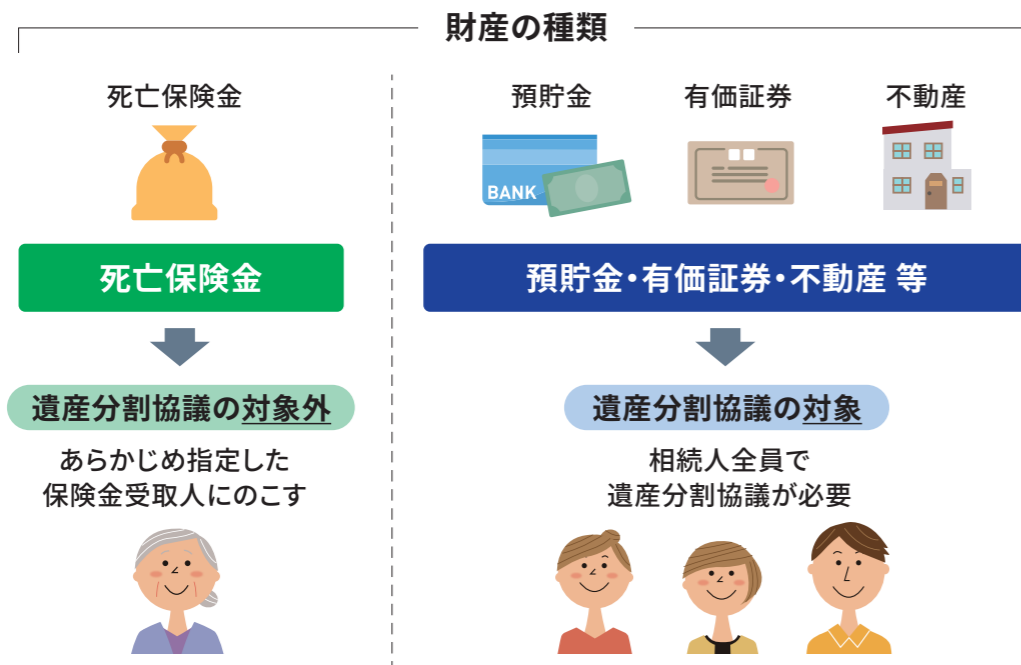 財産の種類
死亡保険金
預貯金
有価証券
不動産
BANK
死亡保険金
預貯金・有価証券・不動産 等
遺産分割協議の対象外
あらかじめ指定した
保険金受取人にのこす
遺産分割協議の対象
相続人全員で
遺産分割協議が必要